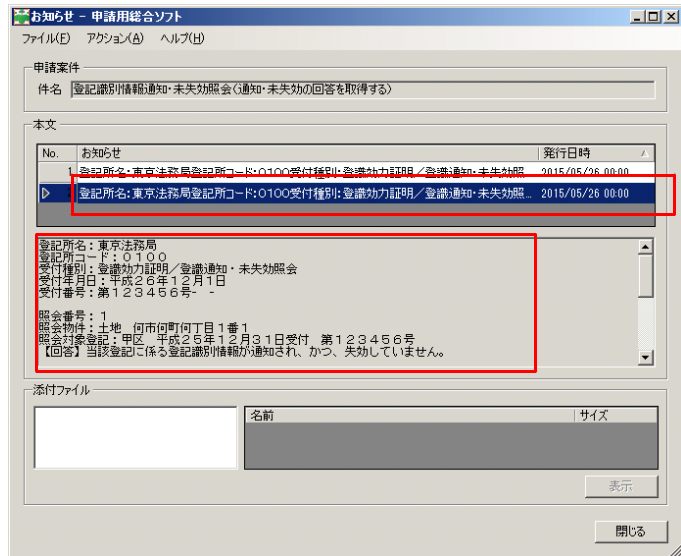 お知らせ - 申請用総合ソフト
ファイル(F) アクション(A) ヘルプ(H)
申請案件
件名 登記識別情報通知・未失効照会(通知・未失効の回答を取得する)
本文
No. お知らせ 発行日時
1 登記所名:東京法務局登記所コード:0100受付種別:登識効力証明/登識通知・未失効照... 2015/05/26 00:00
登記所名:東京法務局登記所コード:0100受付種別:登識効力証明/登識通知・未失効照... 2015/05/26 00:00
登記所名:東京法務局
登記所コード:0100
受付種別:登識効力証明/登識通知・未失効照会
受付年月日:平成26年12月1日
受付番号:第123456号- -
照会番号:1
照会物件:土地 何市何町何丁目1番1
照会対象登記:甲区 平成25年12月31日受付 第123456号
【回答】当該登記に係る登記識別情報が通知され、かつ、失効していません。
添付ファイル
名前 サイズ
表示
閉じる